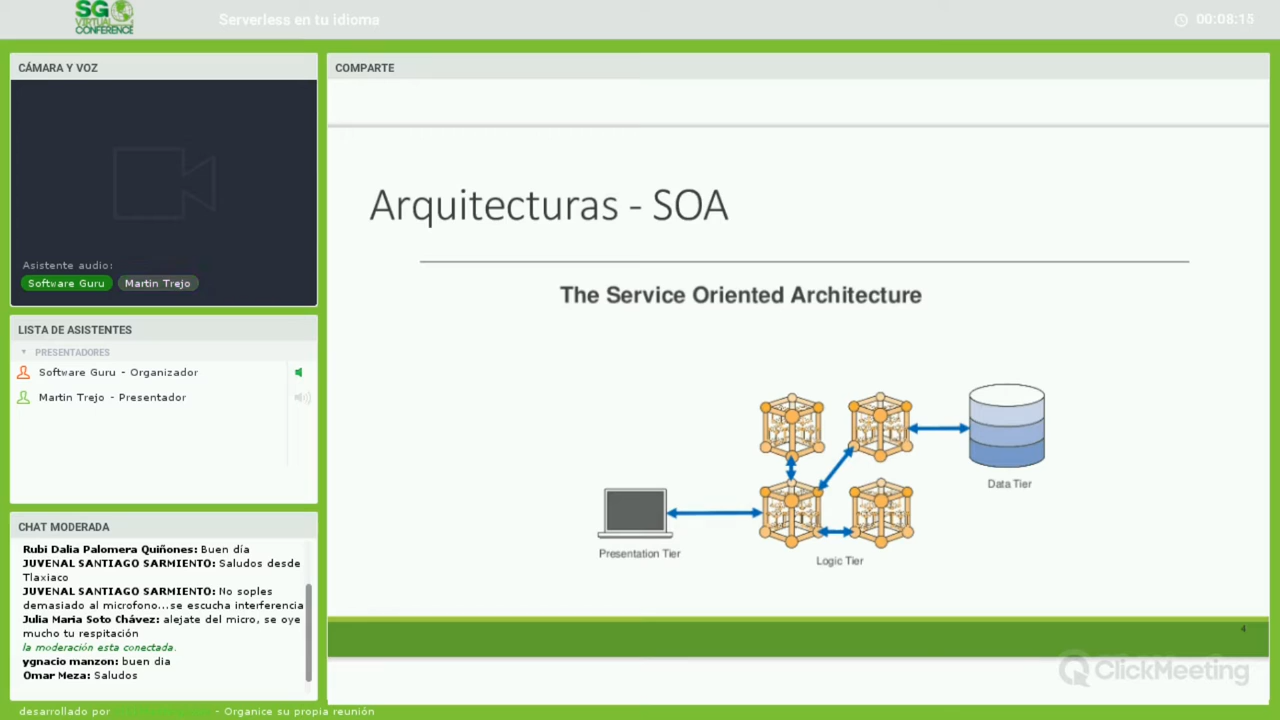 SG
VIRTUAL
CONFERENCE
Serverless en tu idioma
00:08:15
CÁMARA Y VOZ
Asistente audio:
Software Guru
Martin Trejo
LISTA DE ASISTENTES
PRESENTADORES
Software Guru - Organizador
Martin Trejo - Presentador
CHAT MODERADA
Rubi Dalia Palomera Quiñones: Buen día
JUVENAL SANTIAGO SARMIENTO: Saludos desde
Tlaxiaco
JUVENAL SANTIAGO SARMIENTO: No soples
demasiado al microfono...se escucha interferencia
Julia Maria Soto Chávez: alejate del micro, se oye
mucho tu respitación
la moderación esta conectada.
ygnacio manzon: buen dia
Omar Meza: Saludos
desarrollado por
- Organice su propia reunión
COMPARTE
Arquitecturas - SOA
The Service Oriented Architecture
Data Tier
Presentation Tier
Logic Tier
4
ClickMeeting